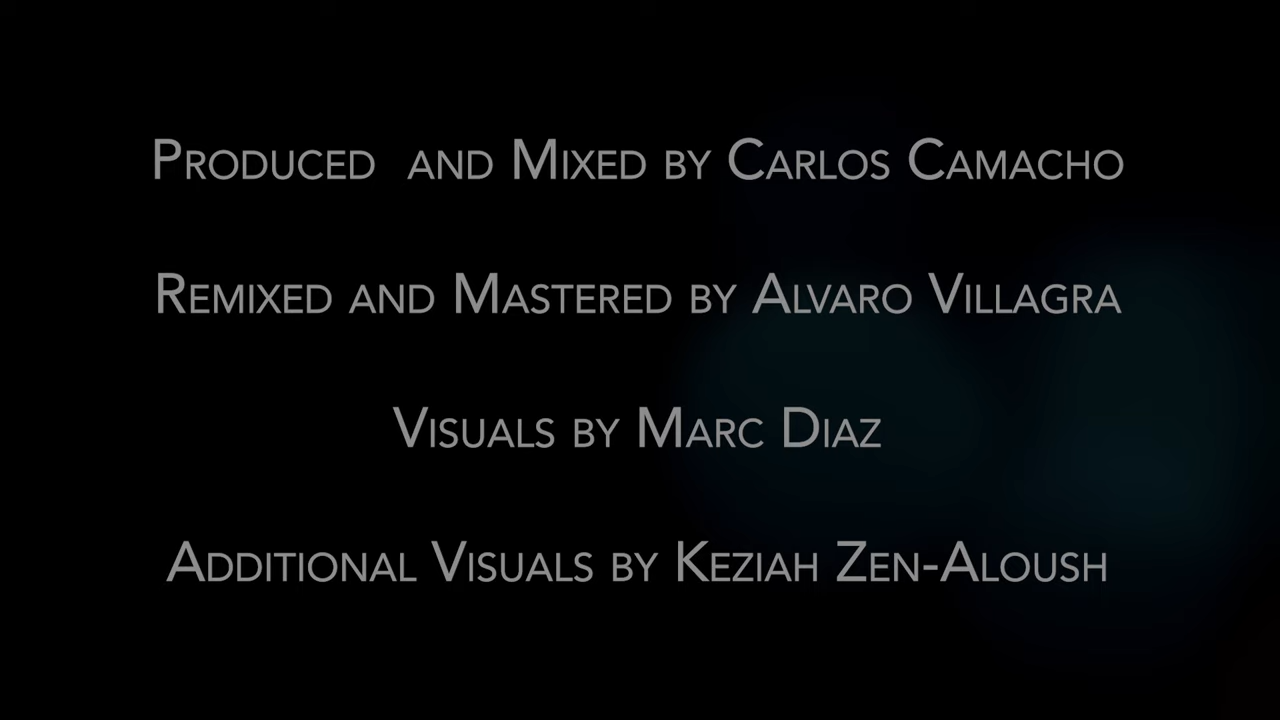 Produced and Mixed by Carlos Camacho
Remixed and Mastered by Alvaro Villagra
Visuals by Marc Diaz
Additional Visuals by Keziah Zen-Aloush